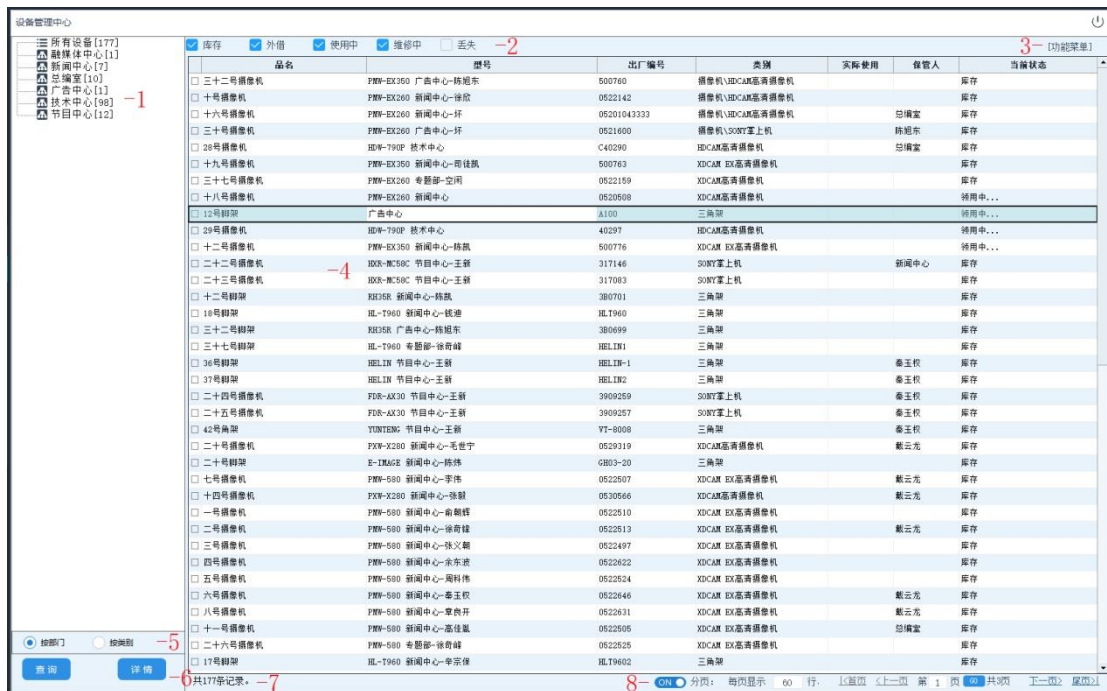 设备管理中心
所有设备[177]
融媒体中心[1]
新闻中心[7]
总编室[10]
广告中心[1]
技术中心[98]
节目中心[12]
-1
库存 外借 使用中 维修中 丢失 -2
3- [功能菜单]
品名 型号 出厂编号 类别 实际使用 保管人 当前状态
三十二号摄像机 PMW-EX350 广告中心-陈旭东 500760 摄像机\HDCAM高清摄像机 库存
十号摄像机 PMW-EX260 新闻中心-徐欣 0522142 摄像机\HDCAM高清摄像机 库存
十六号摄像机 PMW-EX260 新闻中心-坏 05201043333 摄像机\HDCAM高清摄像机 总编室 库存
三十号摄像机 PMW-EX260 广告中心-坏 0521600 摄像机\SONY掌上机 陈旭东 库存
28号摄像机 HDW-790P 技术中心 C40290 HDCAM高清摄像机 总编室 库存
十九号摄像机 PMW-EX350 新闻中心-司徒凯 500763 XDCAM EX高清摄像机 库存
三十七号摄像机 PMW-EX260 专题部-空闲 0522159 XDCAM高清摄像机 库存
十八号摄像机 PMW-EX260 新闻中心 0520508 XDCAM高清摄像机 领用中...
12号脚架 广告中心 A100 三角架 领用中...
29号摄像机 HDW-790P 技术中心 40297 HDCAM高清摄像机 领用中...
十二号摄像机 PMW-EX350 新闻中心-陈凯 500776 XDCAM EX高清摄像机 领用中...
二十二号摄像机 HXR-MC58C 节目中心-王新 317146 SONY掌上机 新闻中心 库存
-4
二十三号摄像机 HXR-MC58C 节目中心-王新 317083 SONY掌上机 库存
十二号脚架 RH35R 新闻中心-陈凯 3B0701 三角架 库存
18号脚架 HL-T960 新闻中心-钱迪 HLT960 三角架 库存
三十二号脚架 RH35R 广告中心-陈旭东 3B0699 三角架 库存
三十七号脚架 HL-T960 专题部-徐奇峰 HELIN1 三角架 库存
36号脚架 HELIN 节目中心-王新 HELIN-1 三角架 秦玉权 库存
37号脚架 HELIN 节目中心-王新 HELIN2 三角架 秦玉权 库存
二十四号摄像机 FDR-AX30 节目中心-王新 3909259 SONY掌上机 秦玉权 库存
二十五号摄像机 FDR-AX30 节目中心-王新 3909257 SONY掌上机 秦玉权 库存
42号角架 YUNTENG 节目中心-王新 VT-8008 三角架 秦玉权 库存
二十号摄像机 PXW-X280 新闻中心-毛世宁 0529319 XDCAM高清摄像机 戴云龙 库存
二十号脚架 E-IMAGE 新闻中心-陈炜 GH03-20 三角架 库存
七号摄像机 PMW-580 新闻中心-李伟 0522507 XDCAM EX高清摄像机 戴云龙 库存
十四号摄像机 PXW-X280 新闻中心-张毅 0530566 XDCAM EX高清摄像机 戴云龙 库存
一号摄像机 PMW-580 新闻中心-俞朝辉 0522510 XDCAM EX高清摄像机 库存
二号摄像机 PMW-580 新闻中心-徐奇锋 0522513 XDCAM EX高清摄像机 戴云龙 库存
三号摄像机 PMW-580 新闻中心-张义朝 0522497 XDCAM EX高清摄像机 库存
四号摄像机 PMW-580 新闻中心-余东波 0522622 XDCAM EX高清摄像机 库存
五号摄像机 PMW-580 新闻中心-周科伟 0522524 XDCAM EX高清摄像机 库存
六号摄像机 PMW-580 新闻中心-秦玉权 0522646 XDCAM EX高清摄像机 戴云龙 库存
八号摄像机 PMW-580 新闻中心-章良开 0522631 XDCAM EX高清摄像机 戴云龙 库存
十一号摄像机 PMW-580 新闻中心-高佳胤 0522505 XDCAM EX高清摄像机 总编室 库存
二十六号摄像机 PMW-580 专题部-徐奇峰 0522525 XDCAM EX高清摄像机 库存
17号脚架 HL-T960 新闻中心-辛宗保 HLT9602 三角架 库存
按部门 按类别 -5
查询 详情 -6
共177条记录。 -7
8- ON 分页: 每页显示 60 行. |<首页 <上一页 第 1 页 GO 共3页 下一页> 尾页>|